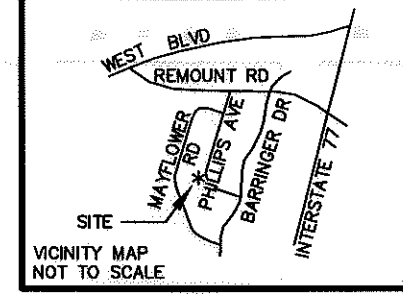 WEST BLVD
REMOUNT RD
MAYFLOWER RD
PHILLIPS AVE
BARRINGER DR
INTERSTATE 77
SITE
VICINITY MAP
NOT TO SCALE